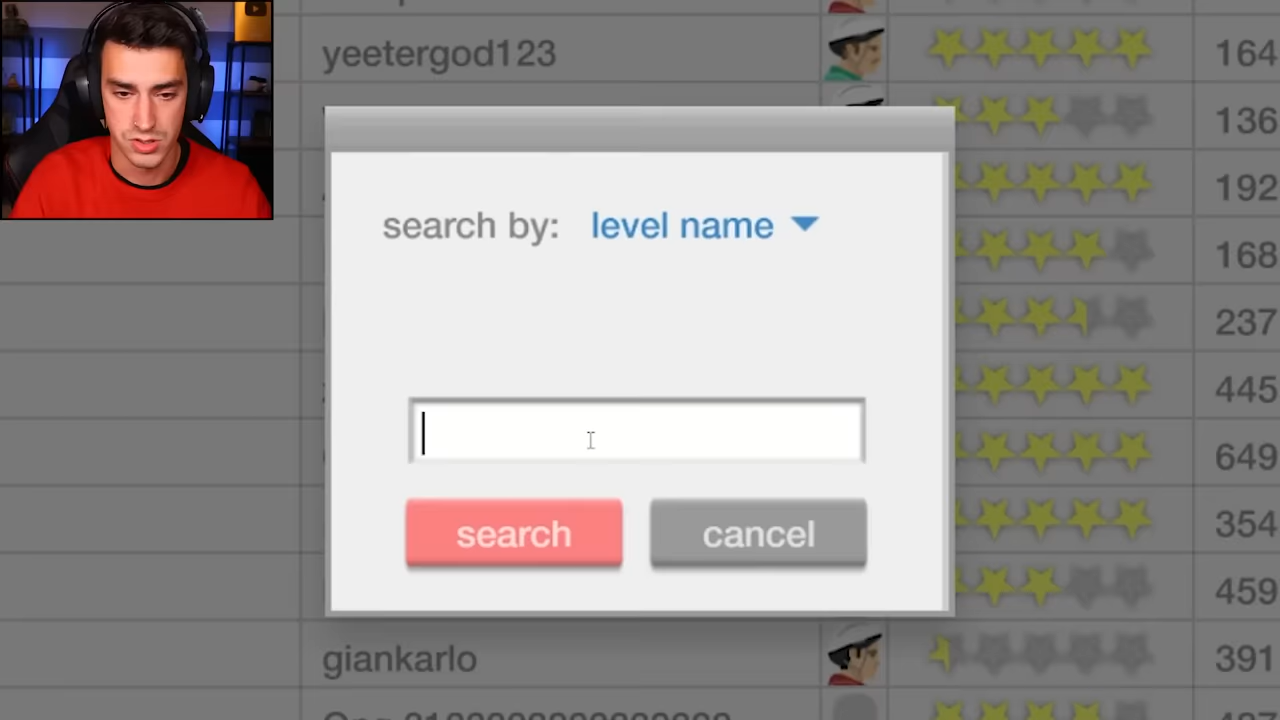 yeetergod123
164
136
search by: level name
192
168
237
445
649
search
cancel
354
459
giankarlo
391